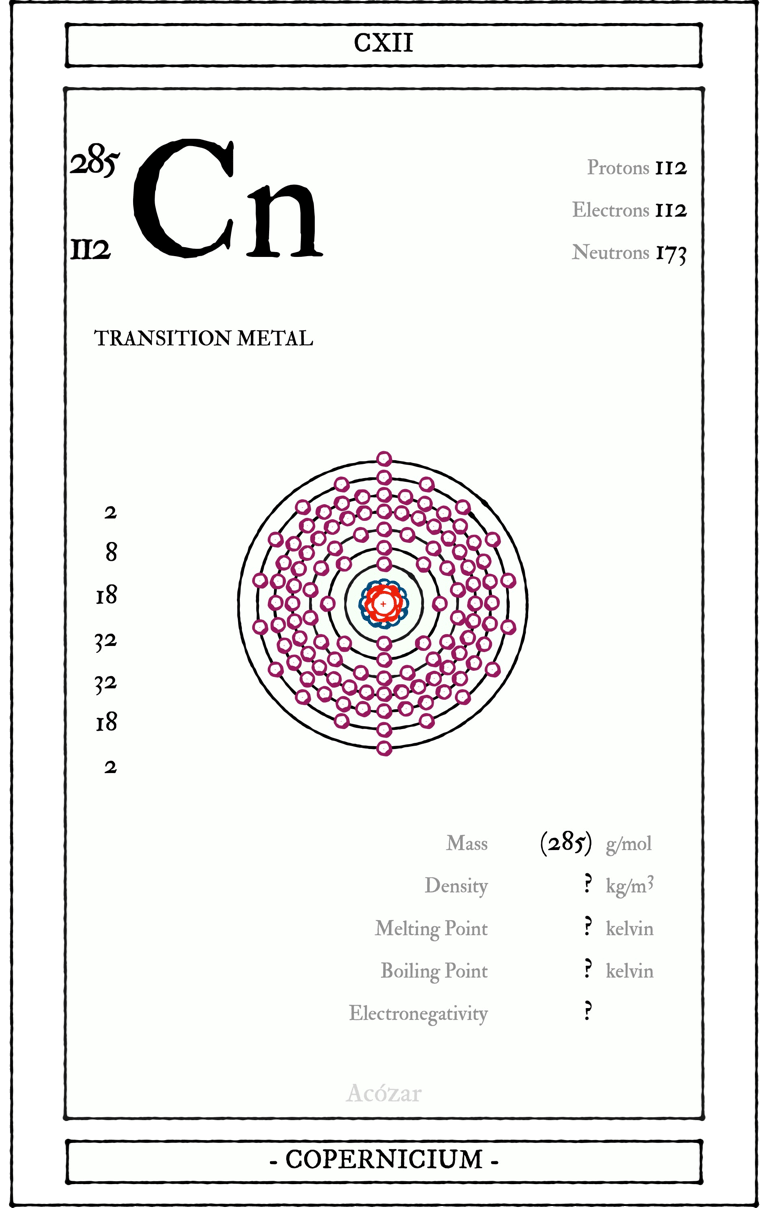 CXII
285
Cn
112
Protons 112
Electrons 112
Neutrons 173
TRANSITION METAL
2
8
18
32
32
18
2
+
Mass (285) g/mol
Density ? kg/m³
Melting Point ? kelvin
Boiling Point ? kelvin
Electronegativity ?
Acózar
- COPERNICIUM -